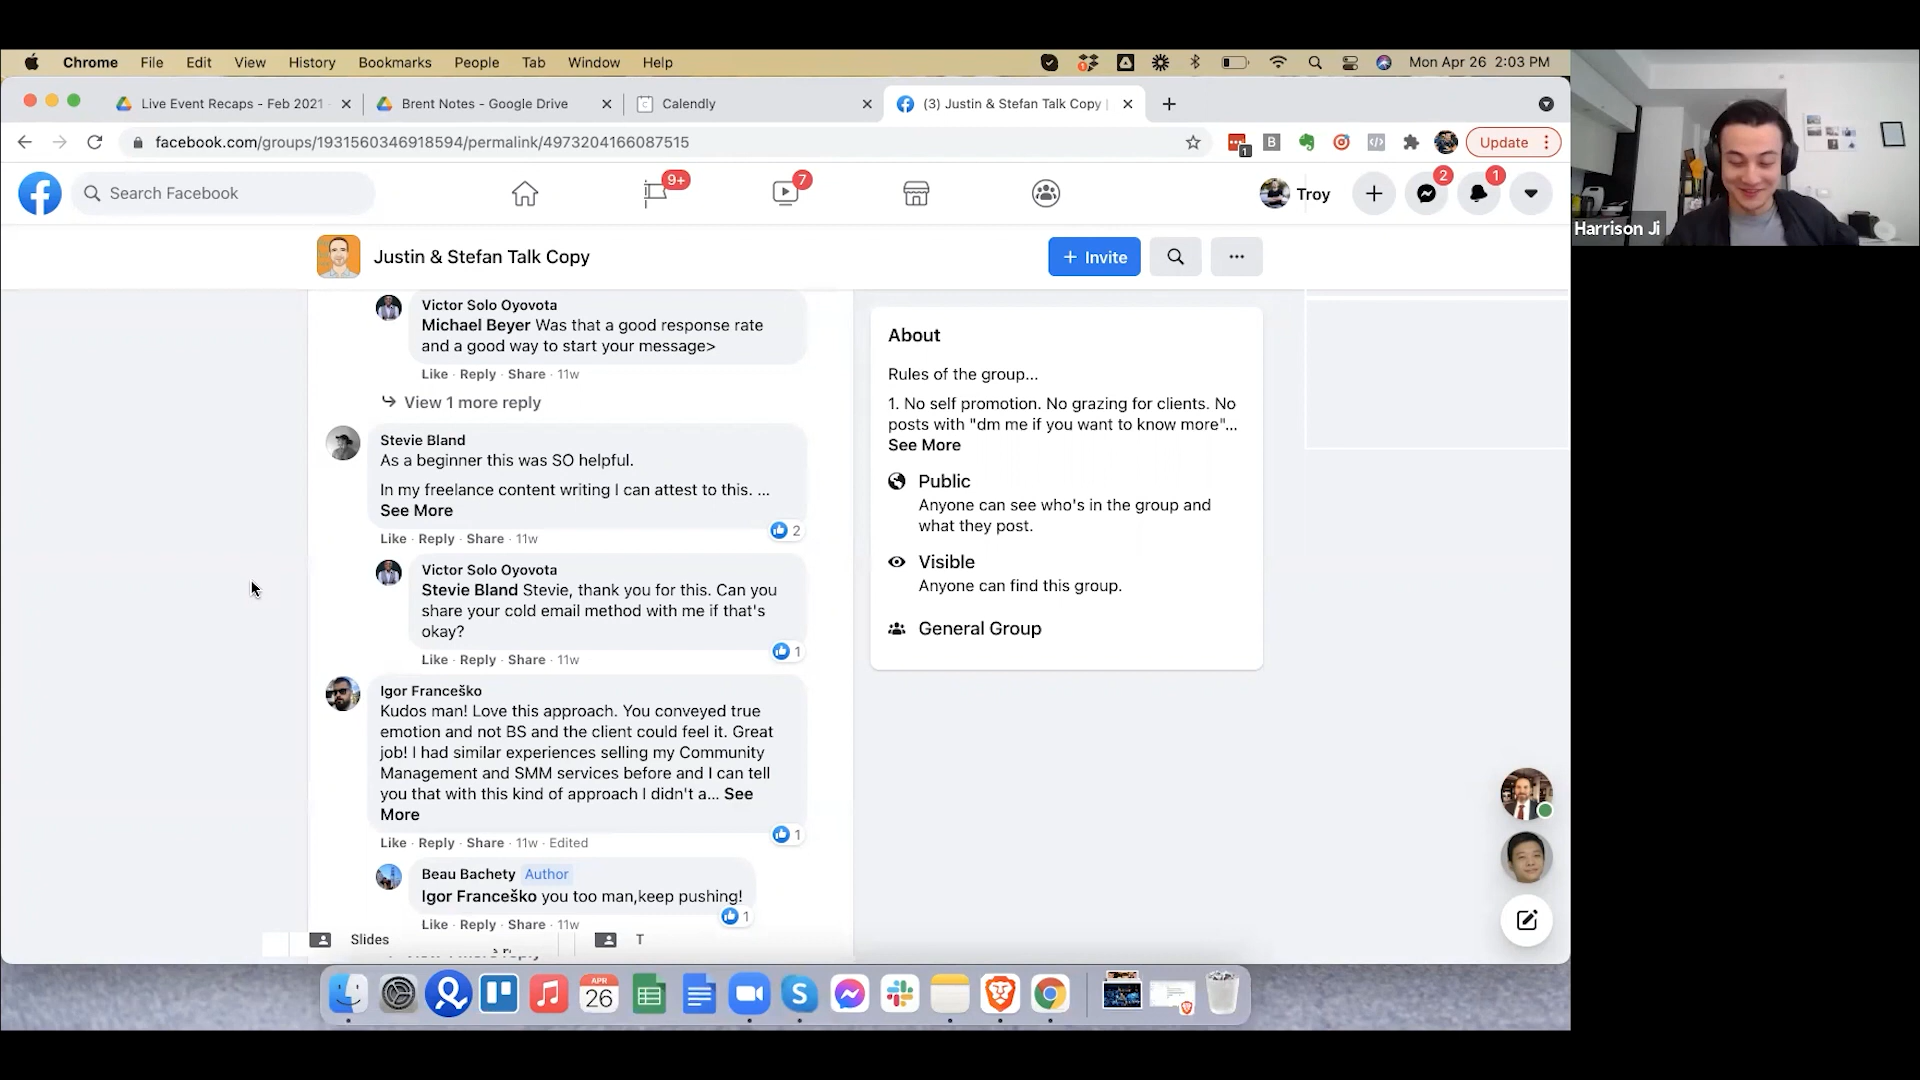 Chrome File Edit View History Bookmarks People Tab Window Help Mon Apr 26 2:03 PM
Live Event Recaps - Feb 2021 Brent Notes - Google Drive Calendly (3) Justin & Stefan Talk Copy |
facebook.com/groups/1931560346918594/permalink/4973204166087515
1
Update
Search Facebook
9+
7
Troy
2
1
Harrison Ji
Justin & Stefan Talk Copy
+ Invite
Victor Solo Oyovota
Michael Beyer Was that a good response rate
and a good way to start your message>
Like · Reply · Share · 11w
View 1 more reply
Stevie Bland
As a beginner this was SO helpful.
In my freelance content writing I can attest to this. ...
See More
2
Like · Reply · Share · 11w
Victor Solo Oyovota
Stevie Bland Stevie, thank you for this. Can you
share your cold email method with me if that's
okay?
1
Like · Reply · Share · 11w
Igor Franceško
Kudos man! Love this approach. You conveyed true
emotion and not BS and the client could feel it. Great
job! I had similar experiences selling my Community
Management and SMM services before and I can tell
you that with this kind of approach I didn't a... See
More
1
Like · Reply · Share · 11w · Edited
Beau Bachety Author
Igor Franceško you too man,keep pushing!
1
Like · Reply · Share · 11w
Slides
T
About
Rules of the group...
1. No self promotion. No grazing for clients. No
posts with "dm me if you want to know more"...
See More
Public
Anyone can see who's in the group and
what they post.
Visible
Anyone can find this group.
General Group
APR
26